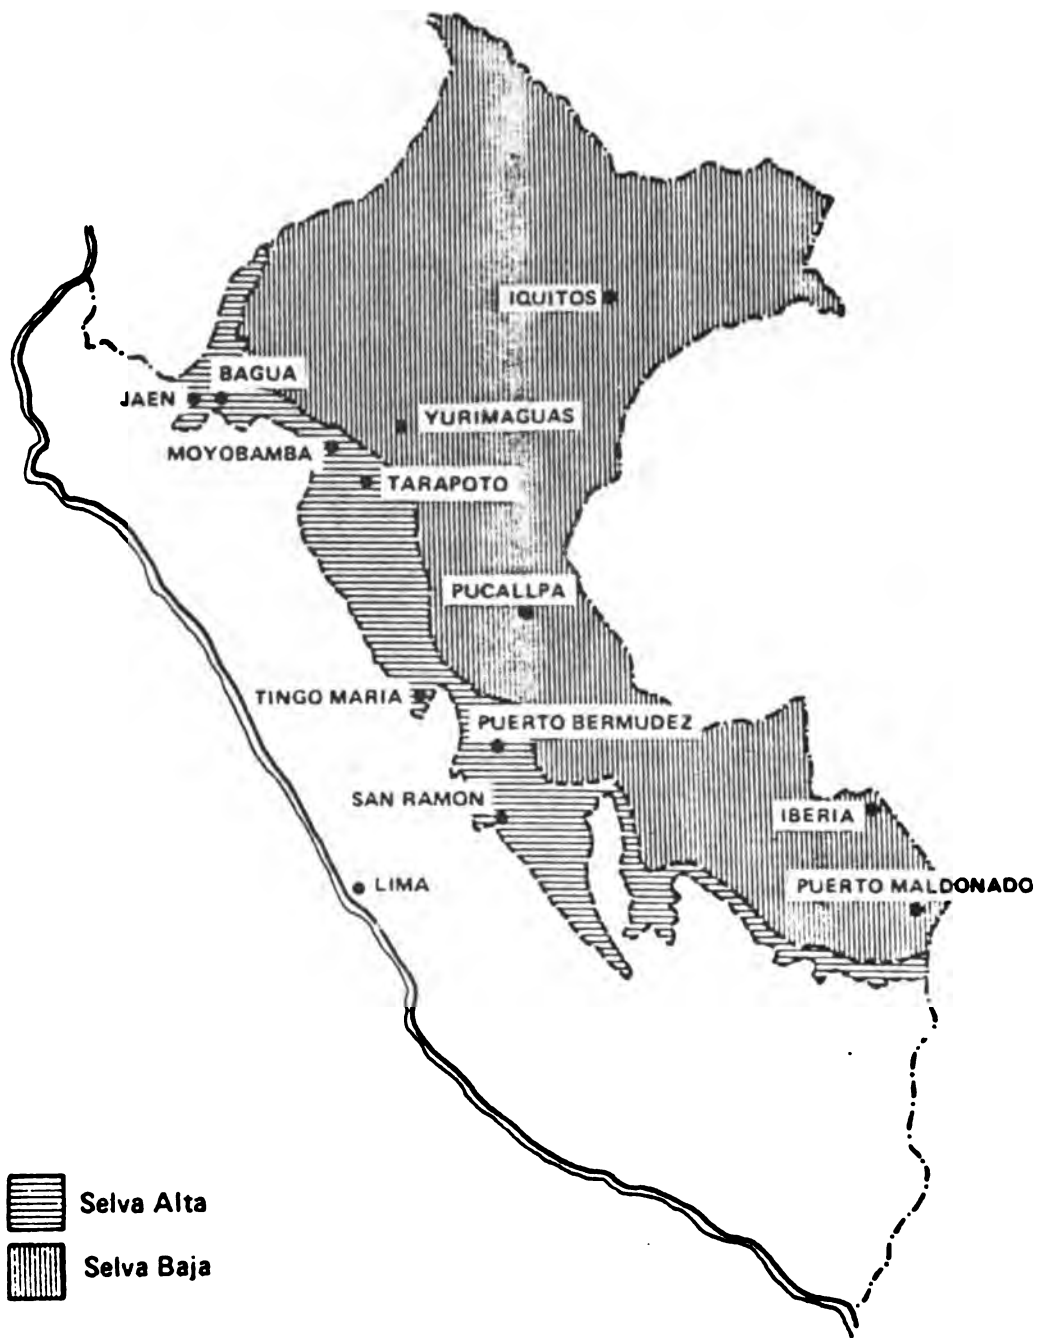 IQUITOS
BAGUA
JAEN
YURIMAGUAS
MOYOBAMBA
TARAPOTO
PUCALLPA
TINGO MARIA
PUERTO BERMUDEZ
SAN RAMON
IBERIA
LIMA
PUERTO MALDONADO
Selva Alta
Selva Baja